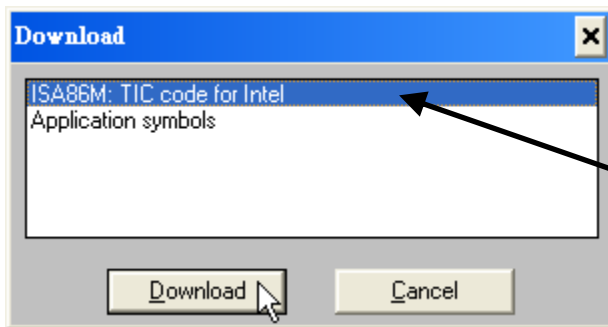 Download
ISA86M: TIC code for Intel
Application symbols
Download
Cancel